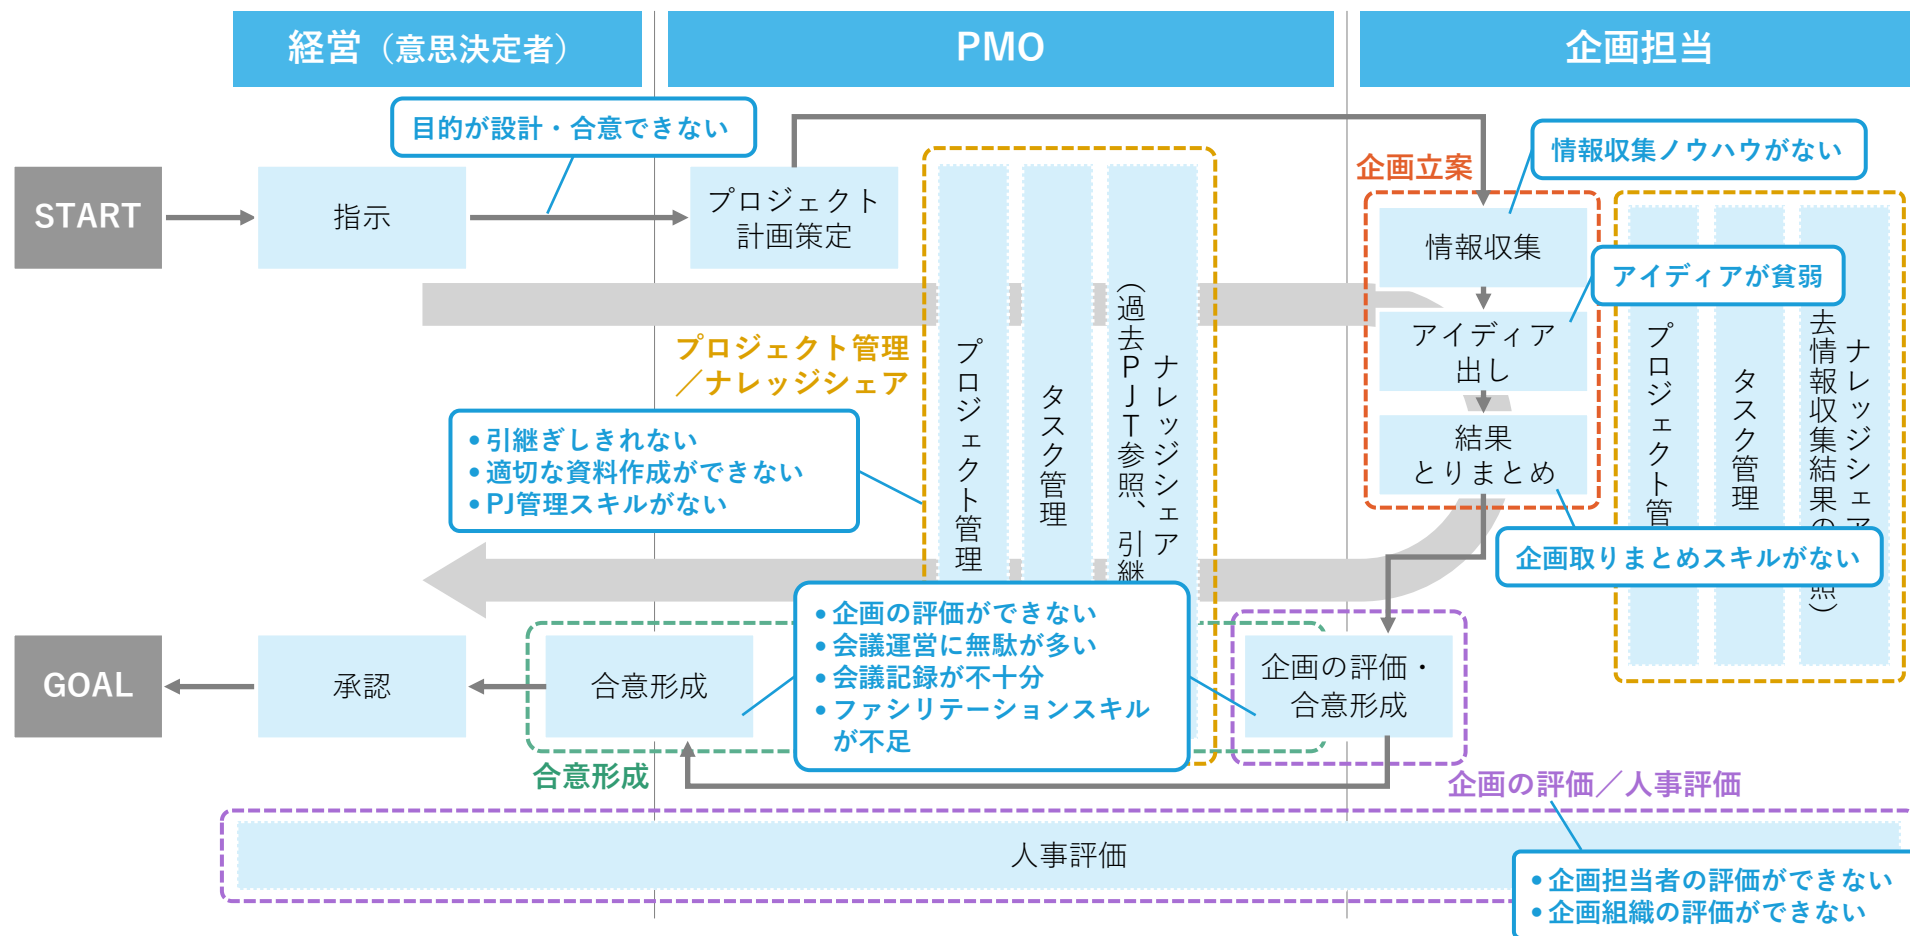 経営（意思決定者）
PMO
企画担当
目的が設計・合意できない
情報収集ノウハウがない
企画立案
START
指示
プロジェクト
計画策定
情報収集
アイディアが貧弱
アイディア
出し
結果
とりまとめ
プロジェクト管理
／ナレッジシェア
プロジェクト管理
タスク管理
ナレッジシェア
（過去PJT参照、引継
プロジェクト管
タスク管理
ナレッジシェア
去情報収集結果の
照）
• 引継ぎしきれない
• 適切な資料作成ができない
• PJ管理スキルがない
企画取りまとめスキルがない
• 企画の評価ができない
• 会議運営に無駄が多い
• 会議記録が不十分
• ファシリテーションスキル
が不足
GOAL
承認
合意形成
企画の評価・
合意形成
合意形成
企画の評価／人事評価
人事評価
• 企画担当者の評価ができない
• 企画組織の評価ができない